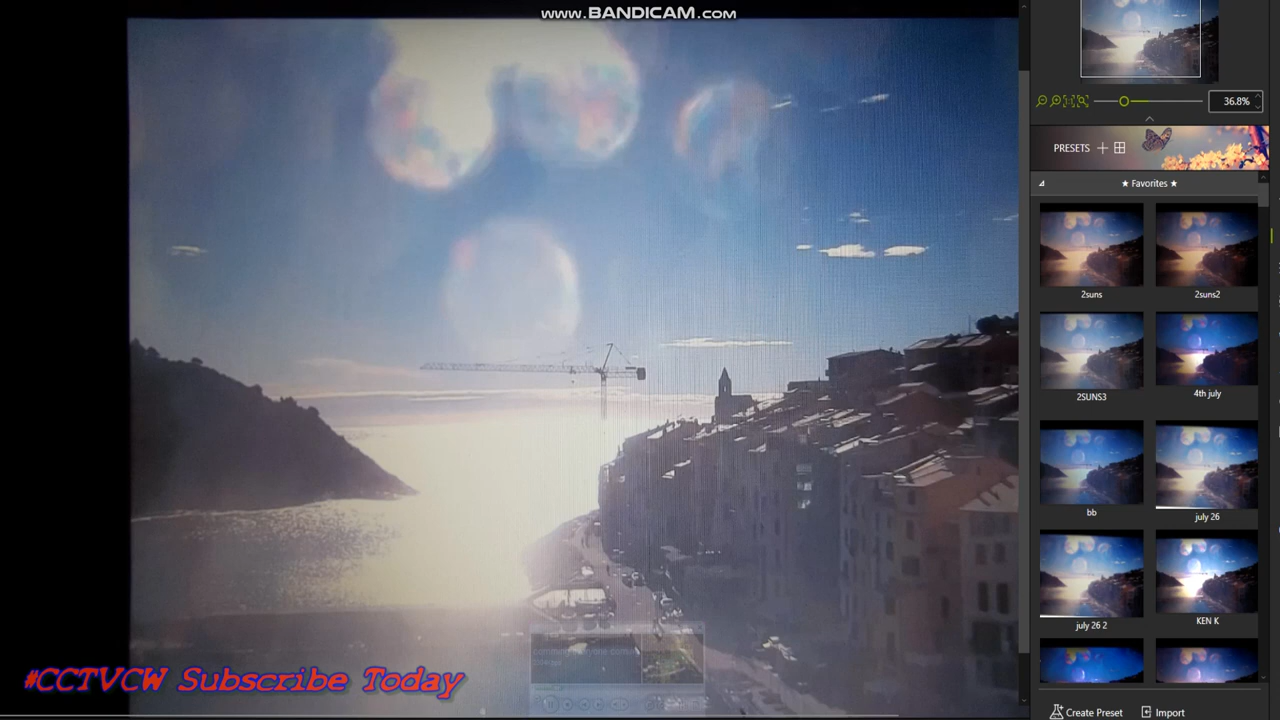 WWW.BANDICAM.COM
36.8%
PRESETS
★ Favorites ★
2suns
2suns2
2SUNS3
4th july
bb
july 26
july 26 2
KEN K
#CCTVCW Subscribe Today
Create Preset
Import